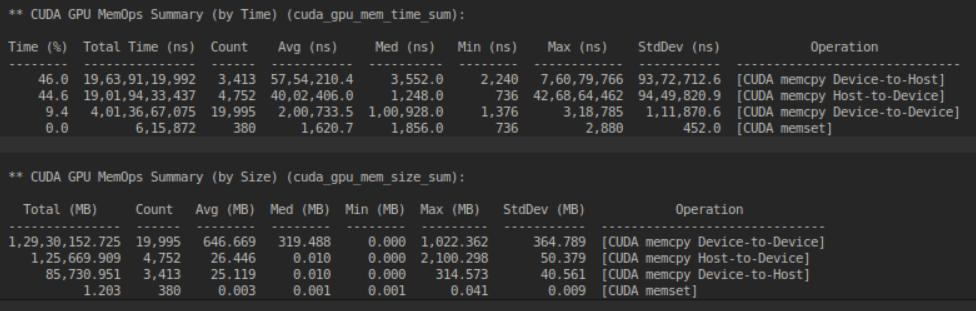 ** CUDA GPU MemOps Summary (by Time) (cuda_gpu_mem_time_sum):
Time (%) Total Time (ns) Count Avg (ns) Med (ns) Min (ns) Max (ns) StdDev (ns) Operation
-------- --------------- ------ ----------- ---------- -------- ----------- ----------- ------------------------------
46.0 19,63,91,19,992 3,413 57,54,210.4 3,552.0 2,240 7,60,79,766 93,72,712.6 [CUDA memcpy Device-to-Host]
44.6 19,01,94,33,437 4,752 40,02,406.0 1,248.0 736 42,68,64,462 94,49,820.9 [CUDA memcpy Host-to-Device]
9.4 4,01,36,67,075 19,995 2,00,733.5 1,00,928.0 1,376 3,18,785 1,11,870.6 [CUDA memcpy Device-to-Device]
0.0 6,15,872 380 1,620.7 1,856.0 736 2,880 452.0 [CUDA memset]
** CUDA GPU MemOps Summary (by Size) (cuda_gpu_mem_size_sum):
Total (MB) Count Avg (MB) Med (MB) Min (MB) Max (MB) StdDev (MB) Operation
-------------- ------ -------- -------- -------- --------- ----------- ------------------------------
1,29,30,152.725 19,995 646.669 319.488 0.000 1,022.362 364.789 [CUDA memcpy Device-to-Device]
1,25,669.909 4,752 26.446 0.010 0.000 2,100.298 50.379 [CUDA memcpy Host-to-Device]
85,730.951 3,413 25.119 0.010 0.000 314.573 40.561 [CUDA memcpy Device-to-Host]
1.203 380 0.003 0.001 0.001 0.041 0.009 [CUDA memset]